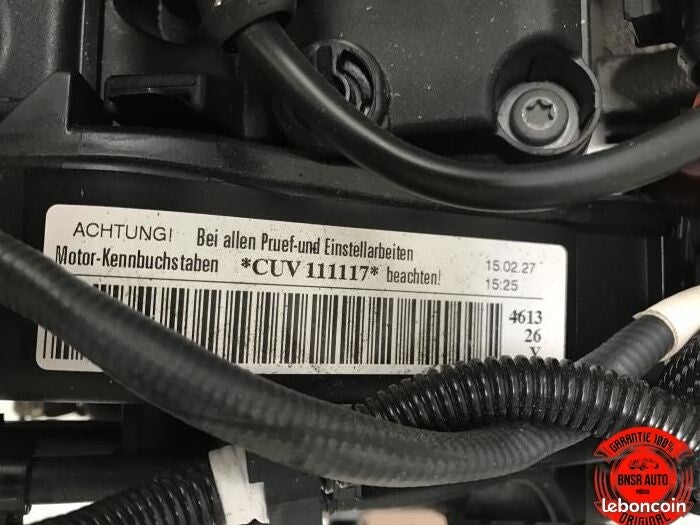 ACHTUNG! Bei allen Pruef-und Einstellarbeiten
Motor-Kennbuchstaben *CUV 111117* beachten!
15.02.27
15:25
4613
26
V
GARANTIE 100%
BNSR AUTO
PIÈCES
ORIGINAL
leboncoin